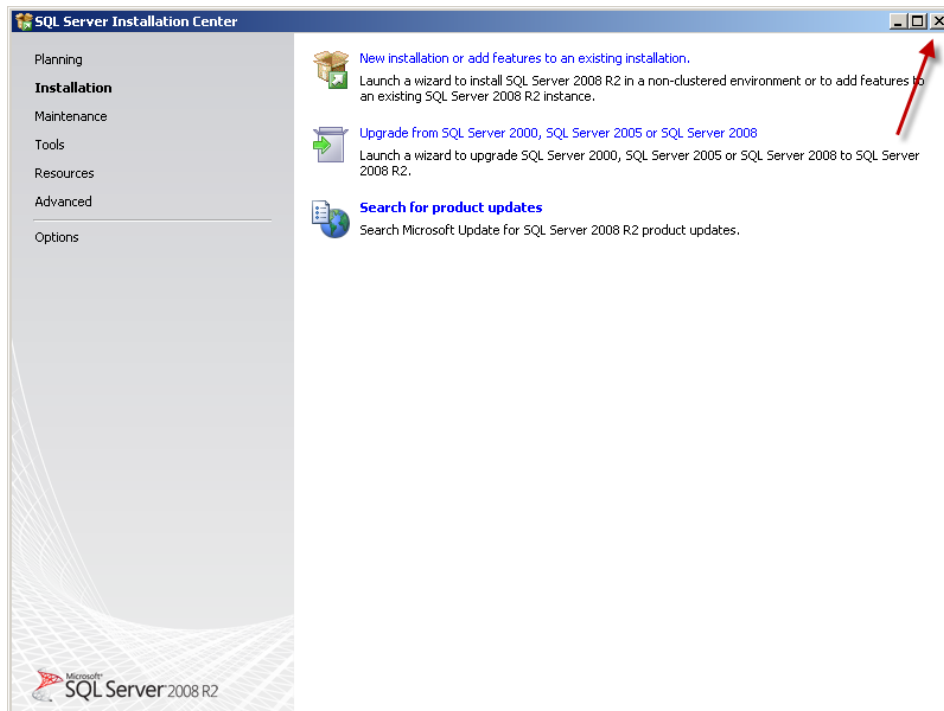 SQL Server Installation Center
Planning
Installation
Maintenance
Tools
Resources
Advanced
Options
New installation or add features to an existing installation.
Launch a wizard to install SQL Server 2008 R2 in a non-clustered environment or to add features to
an existing SQL Server 2008 R2 instance.
Upgrade from SQL Server 2000, SQL Server 2005 or SQL Server 2008
Launch a wizard to upgrade SQL Server 2000, SQL Server 2005 or SQL Server 2008 to SQL Server
2008 R2.
Search for product updates
Search Microsoft Update for SQL Server 2008 R2 product updates.
Microsoft®
SQL Server 2008 R2